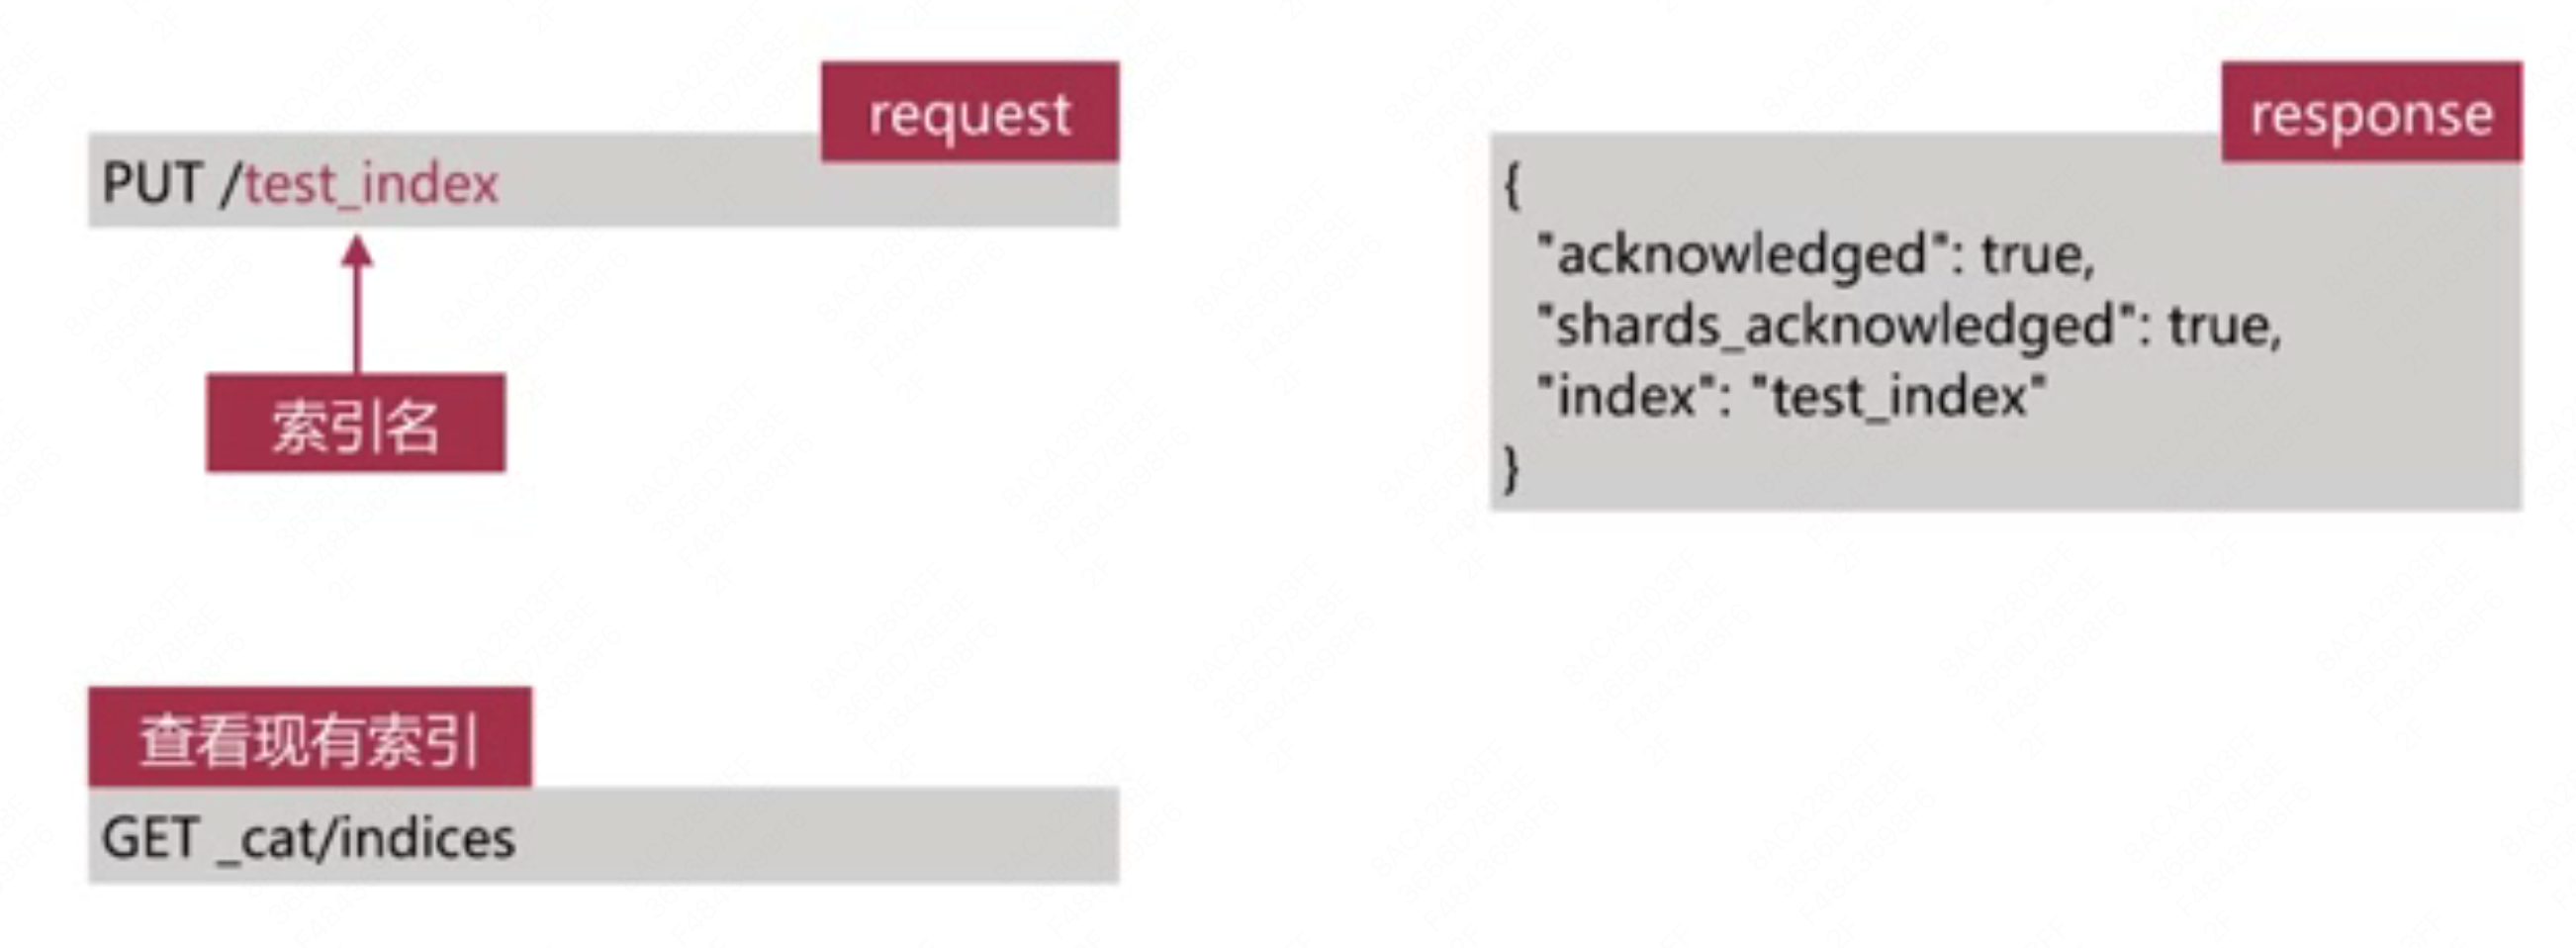 request
PUT /test_index
索引名
response
{
"acknowledged": true,
"shards_acknowledged": true,
"index": "test_index"
}
查看现有索引
GET _cat/indices